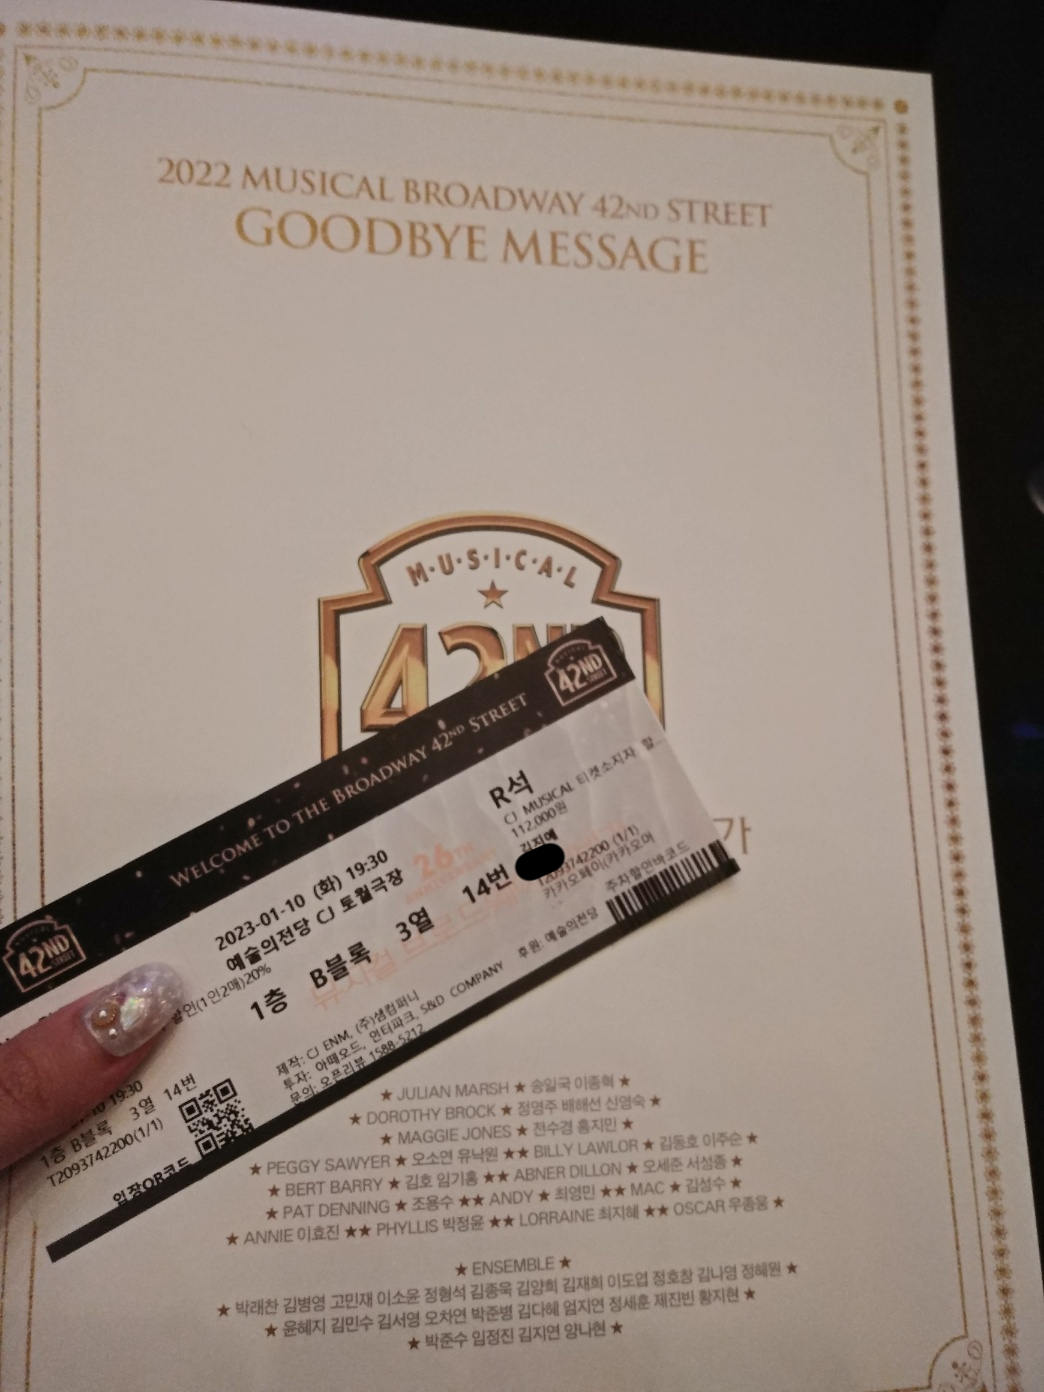 2022 MUSICAL BROADWAY 42ND STREET
GOODBYE MESSAGE
M·U·S·I·C·A·L
42ND
WELCOME TO THE BROADWAY 42ND STREET
42ND
STREET
42ND
STREET
R석
CJ MUSICAL 티켓소지자 할...
112,000원
2023-01-10 (화) 19:30
예술의전당 CJ 토월극장
할인(1인2매)20%
1층 B블록 3열 14번
T2093742200 (1/1)
카카오페이(카카오머
26TH
ANNIVERSARY
제작: CJ ENM, (주)샘컴퍼니
투자: 아떼오드, 인터파크, S&D COMPANY
후원: 예술의전당
문의: 오픈리뷰 1588-5212
주차할인바코드
19:30
1층 B블록 3열 14번
T2093742200(1/1)
입장QR코드
가
★ JULIAN MARSH ★ 송일국 이종혁 ★
★ DOROTHY BROCK ★ 정영주 배해선 신영숙 ★
★ MAGGIE JONES ★ 전수경 홍지민 ★
★ PEGGY SAWYER ★ 오소연 유낙원 ★★ BILLY LAWLOR ★ 김동호 이주순 ★
★ BERT BARRY ★ 김호 임기홍 ★★ ABNER DILLON ★ 오세준 서성종 ★
★ PAT DENNING ★ 조용수 ★★ ANDY ★ 최영민 ★★ MAC ★ 김성수 ★
★ ANNIE 이효진 ★★ PHYLLIS 박정윤 ★★ LORRAINE 최지혜 ★★ OSCAR 우종웅 ★
★ ENSEMBLE ★
★ 박래찬 김병영 고민재 이소윤 정형석 김종욱 김양희 김재희 이도엽 정호창 김나영 정혜원 ★
★ 윤혜지 김민수 김서영 오차연 박준병 김다혜 엄지연 정세훈 제진빈 황지현 ★
★ 박준수 임정진 김지연 양나현 ★